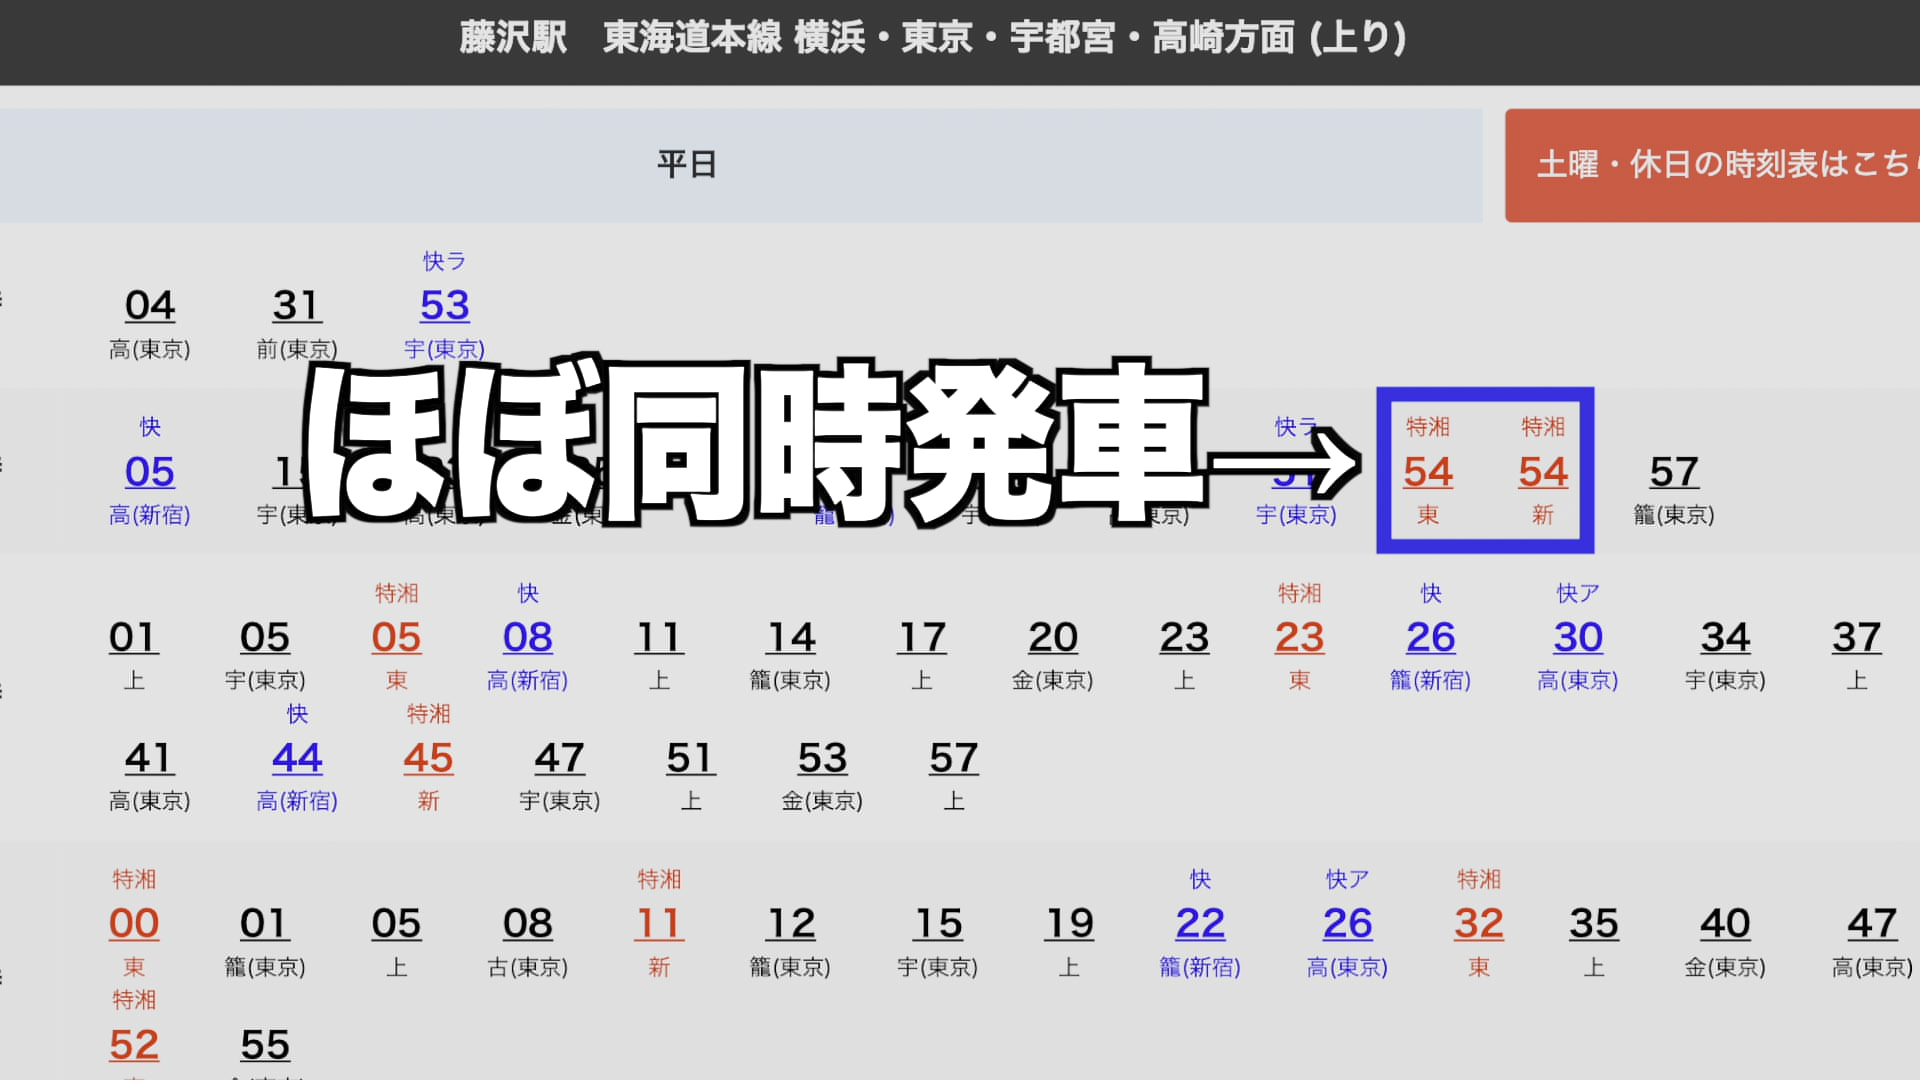 藤沢駅　東海道本線 横浜・東京・宇都宮・高崎方面 (上り)
平日
土曜・休日の時刻表はこち
快ラ
04 31 53
高(東京) 前(東京) 宇(東京)
ほぼ同時発車→
快 快ラ 特湘 特湘
05 54 54 57
高(新宿) 宇(東京) 東 新 籠(東京)
特湘 快 特湘 快 快ア
01 05 05 08 11 14 17 20 23 23 26 30 34 37
上 宇(東京) 東 高(新宿) 上 籠(東京) 上 金(東京) 上 東 籠(新宿) 高(東京) 宇(東京) 上
快 特湘
41 44 45 47 51 53 57
高(東京) 高(新宿) 新 宇(東京) 上 金(東京) 上
特湘 特湘 快 快ア 特湘
00 01 05 08 11 12 15 19 22 26 32 35 40 47
東 籠(東京) 上 古(東京) 新 籠(東京) 宇(東京) 上 籠(新宿) 高(東京) 東 上 金(東京) 高(東京)
特湘
52 55